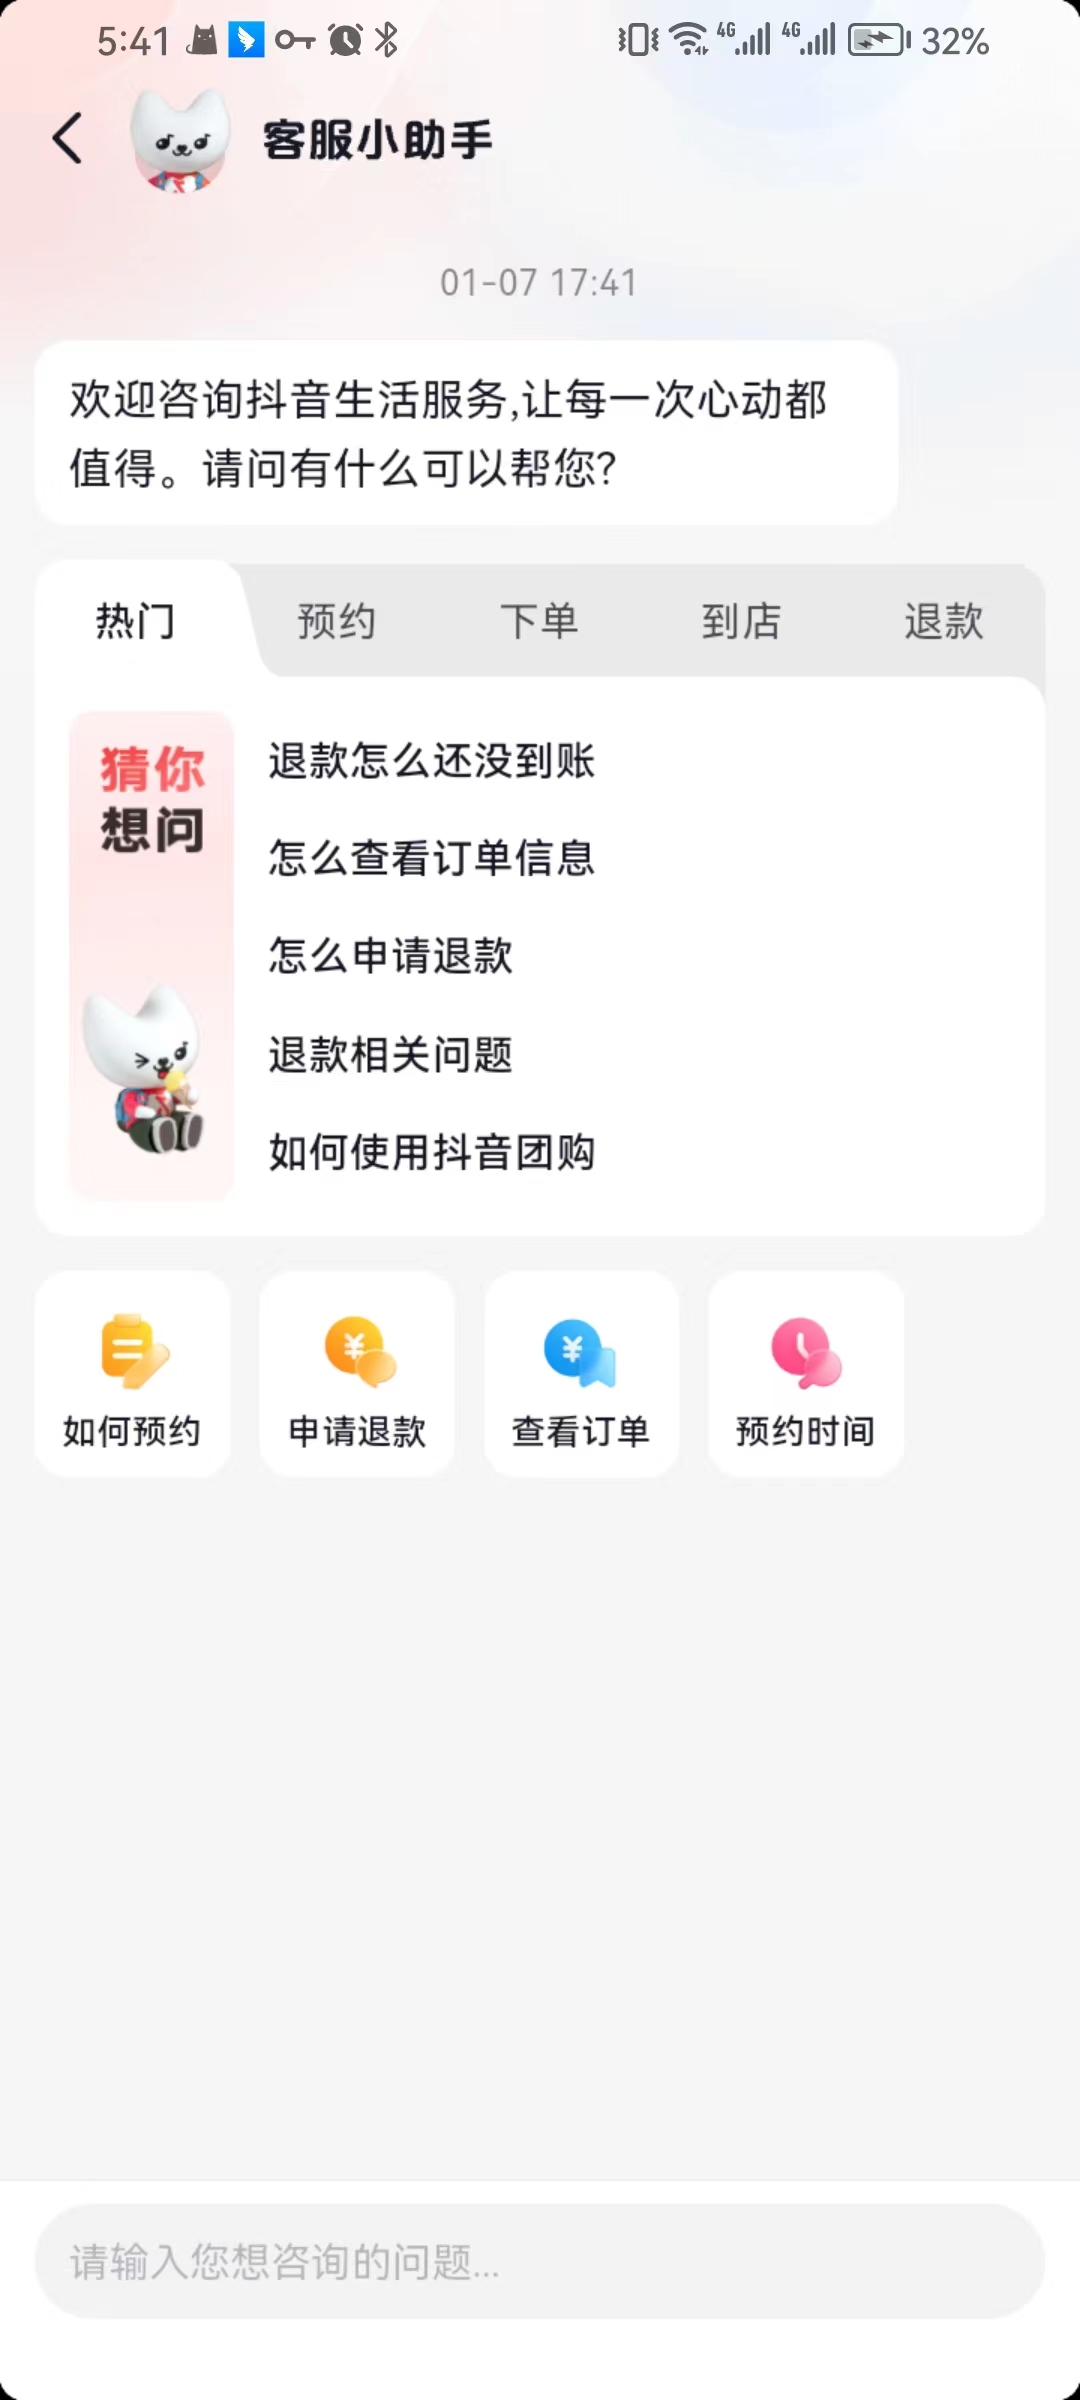 5:41
4G
4G
32%
客服小助手
01-07 17:41
欢迎咨询抖音生活服务,让每一次心动都
值得。请问有什么可以帮您?
热门
预约
下单
到店
退款
猜你
想问
退款怎么还没到账
怎么查看订单信息
怎么申请退款
退款相关问题
如何使用抖音团购
如何预约
申请退款
查看订单
预约时间
请输入您想咨询的问题...